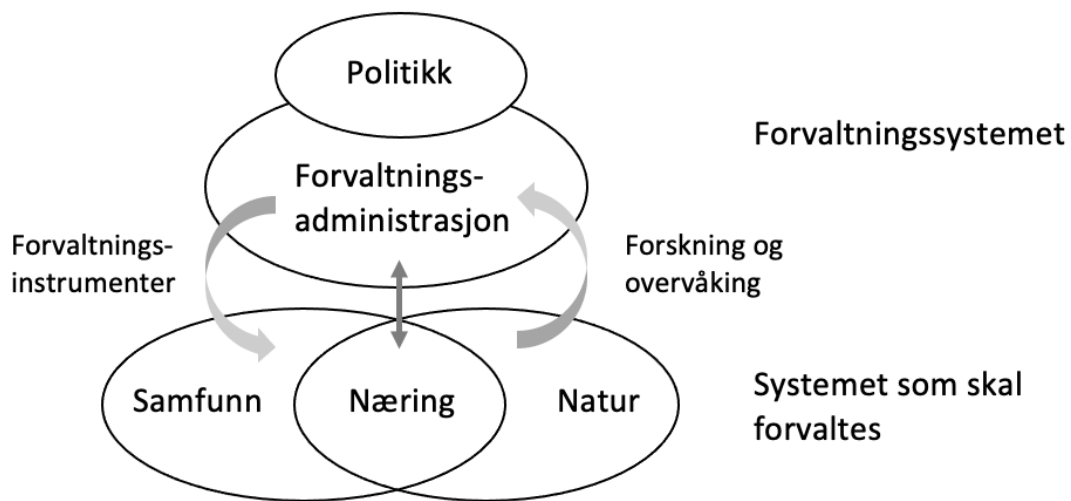 Politikk
Forvaltningssystemet
Forvaltnings-
administrasjon
Forvaltnings-
instrumenter
Forskning og
overvåking
Samfunn
Næring
Natur
Systemet som skal
forvaltes